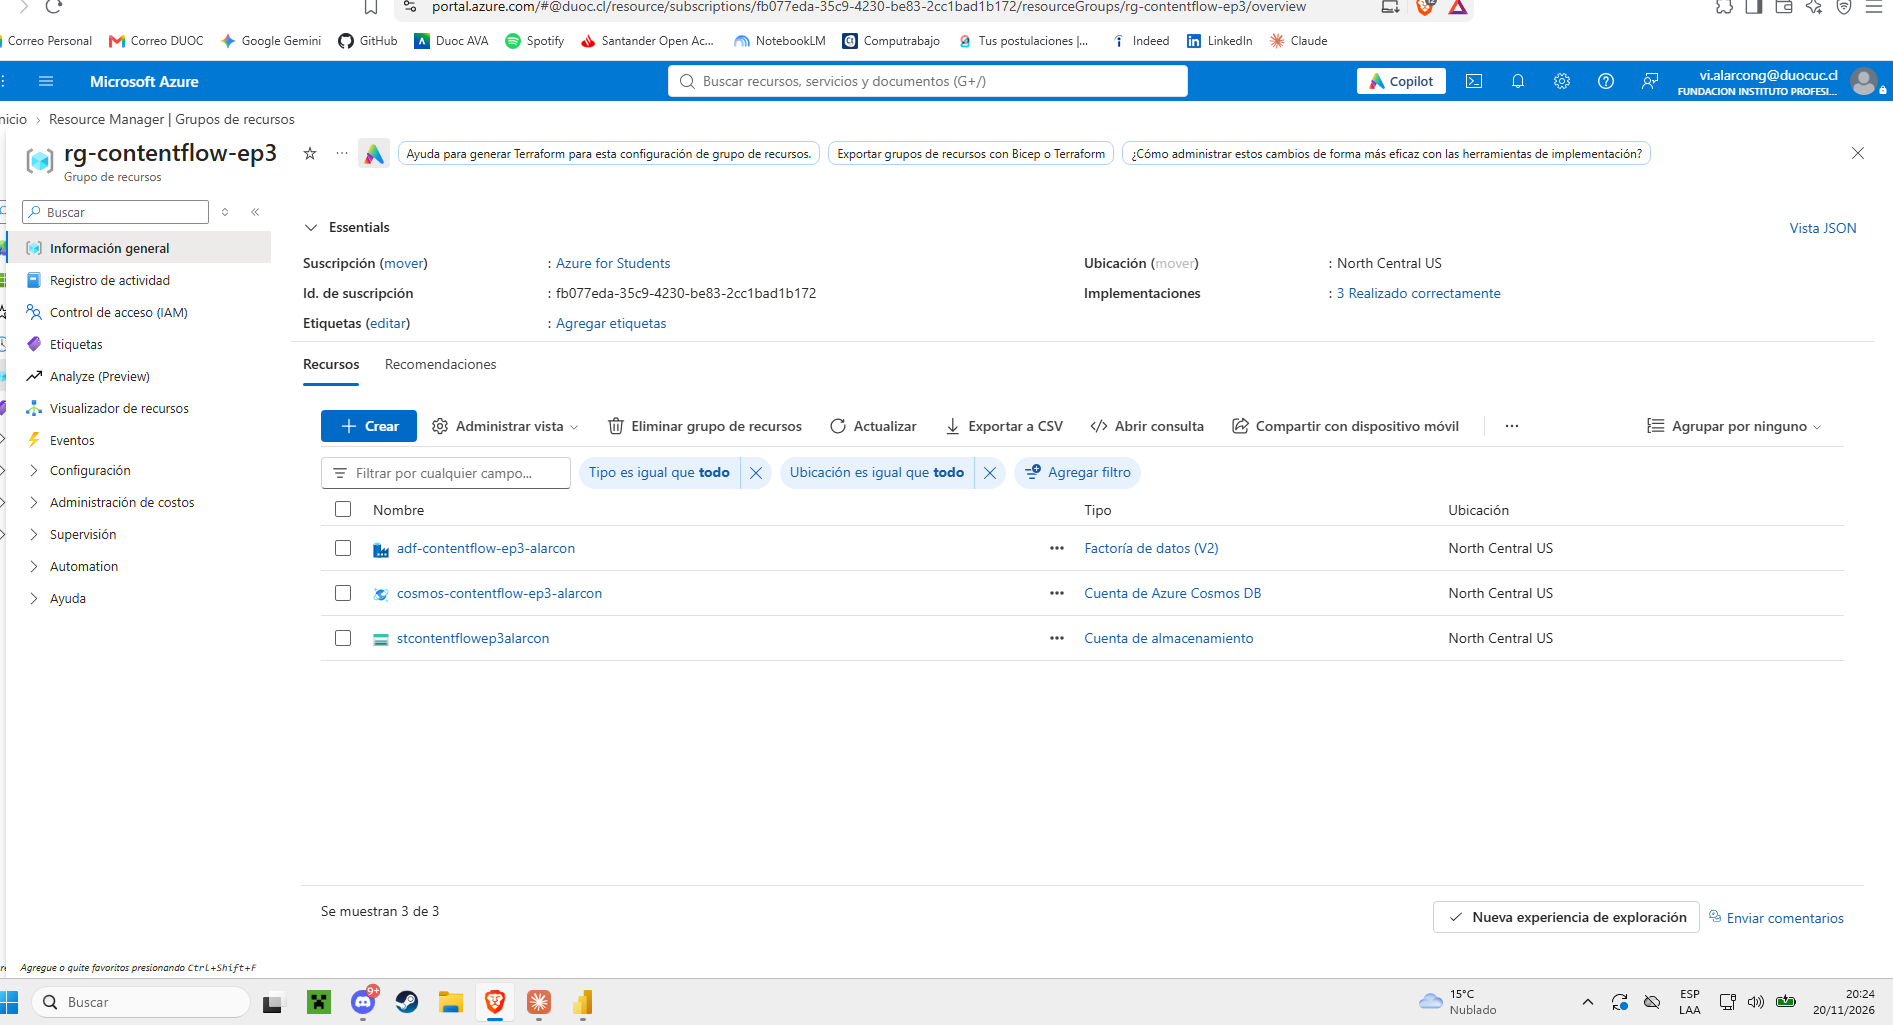 portal.azure.com/#@duoc.cl/resource/subscriptions/fb077eda-35c9-4230-be83-2cc1bad1b172/resourceGroups/rg-contentflow-ep3/overview
Correo Personal Correo DUOC Google Gemini GitHub Duoc AVA Spotify Santander Open Ac... NotebookLM Computrabajo Tus postulaciones |... Indeed LinkedIn Claude
Microsoft Azure
Buscar recursos, servicios y documentos (G+/)
Copilot
vi.alarcong@duocuc.cl
FUNDACION INSTITUTO PROFESI...
nicio > Resource Manager | Grupos de recursos
rg-contentflow-ep3
Grupo de recursos
Ayuda para generar Terraform para esta configuración de grupo de recursos.
Exportar grupos de recursos con Bicep o Terraform
¿Cómo administrar estos cambios de forma más eficaz con las herramientas de implementación?
Buscar
Información general
Registro de actividad
Control de acceso (IAM)
Etiquetas
Analyze (Preview)
Visualizador de recursos
Eventos
Configuración
Administración de costos
Supervisión
Automation
Ayuda
Essentials
Vista JSON
Suscripción (mover) : Azure for Students
Id. de suscripción : fb077eda-35c9-4230-be83-2cc1bad1b172
Etiquetas (editar) : Agregar etiquetas
Ubicación (mover) : North Central US
Implementaciones : 3 Realizado correctamente
Recursos Recomendaciones
Crear Administrar vista Eliminar grupo de recursos Actualizar Exportar a CSV Abrir consulta Compartir con dispositivo móvil ... Agrupar por ninguno
Filtrar por cualquier campo... Tipo es igual que todo Ubicación es igual que todo Agregar filtro
Nombre Tipo Ubicación
adf-contentflow-ep3-alarcon ... Factoría de datos (V2) North Central US
cosmos-contentflow-ep3-alarcon ... Cuenta de Azure Cosmos DB North Central US
stcontentflowep3alarcon ... Cuenta de almacenamiento North Central US
Se muestran 3 de 3
Nueva experiencia de exploración
Enviar comentarios
Agregue o quite favoritos presionando Ctrl+Shift+F
Buscar
9+
15°C
Nublado
ESP
LAA
20:24
20/11/2026